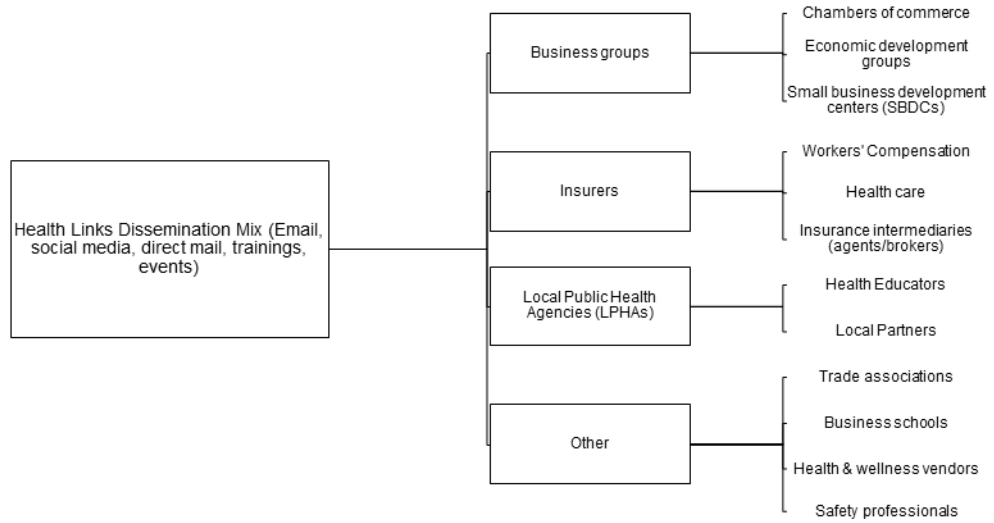 Health Links Dissemination Mix (Email,
social media, direct mail, trainings,
events)
Business groups
Chambers of commerce
Economic development
groups
Small business development
centers (SBDCs)
Insurers
Workers' Compensation
Health care
Insurance intermediaries
(agents/brokers)
Local Public Health
Agencies (LPHAs)
Health Educators
Local Partners
Other
Trade associations
Business schools
Health & wellness vendors
Safety professionals